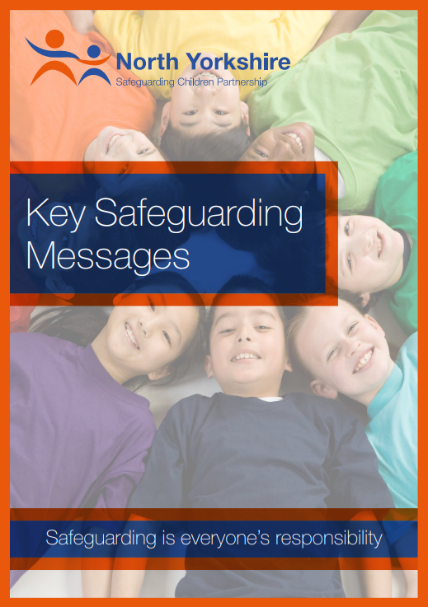 North Yorkshire
Safeguarding Children Partnership
Key Safeguarding
Messages
Safeguarding is everyone's responsibility